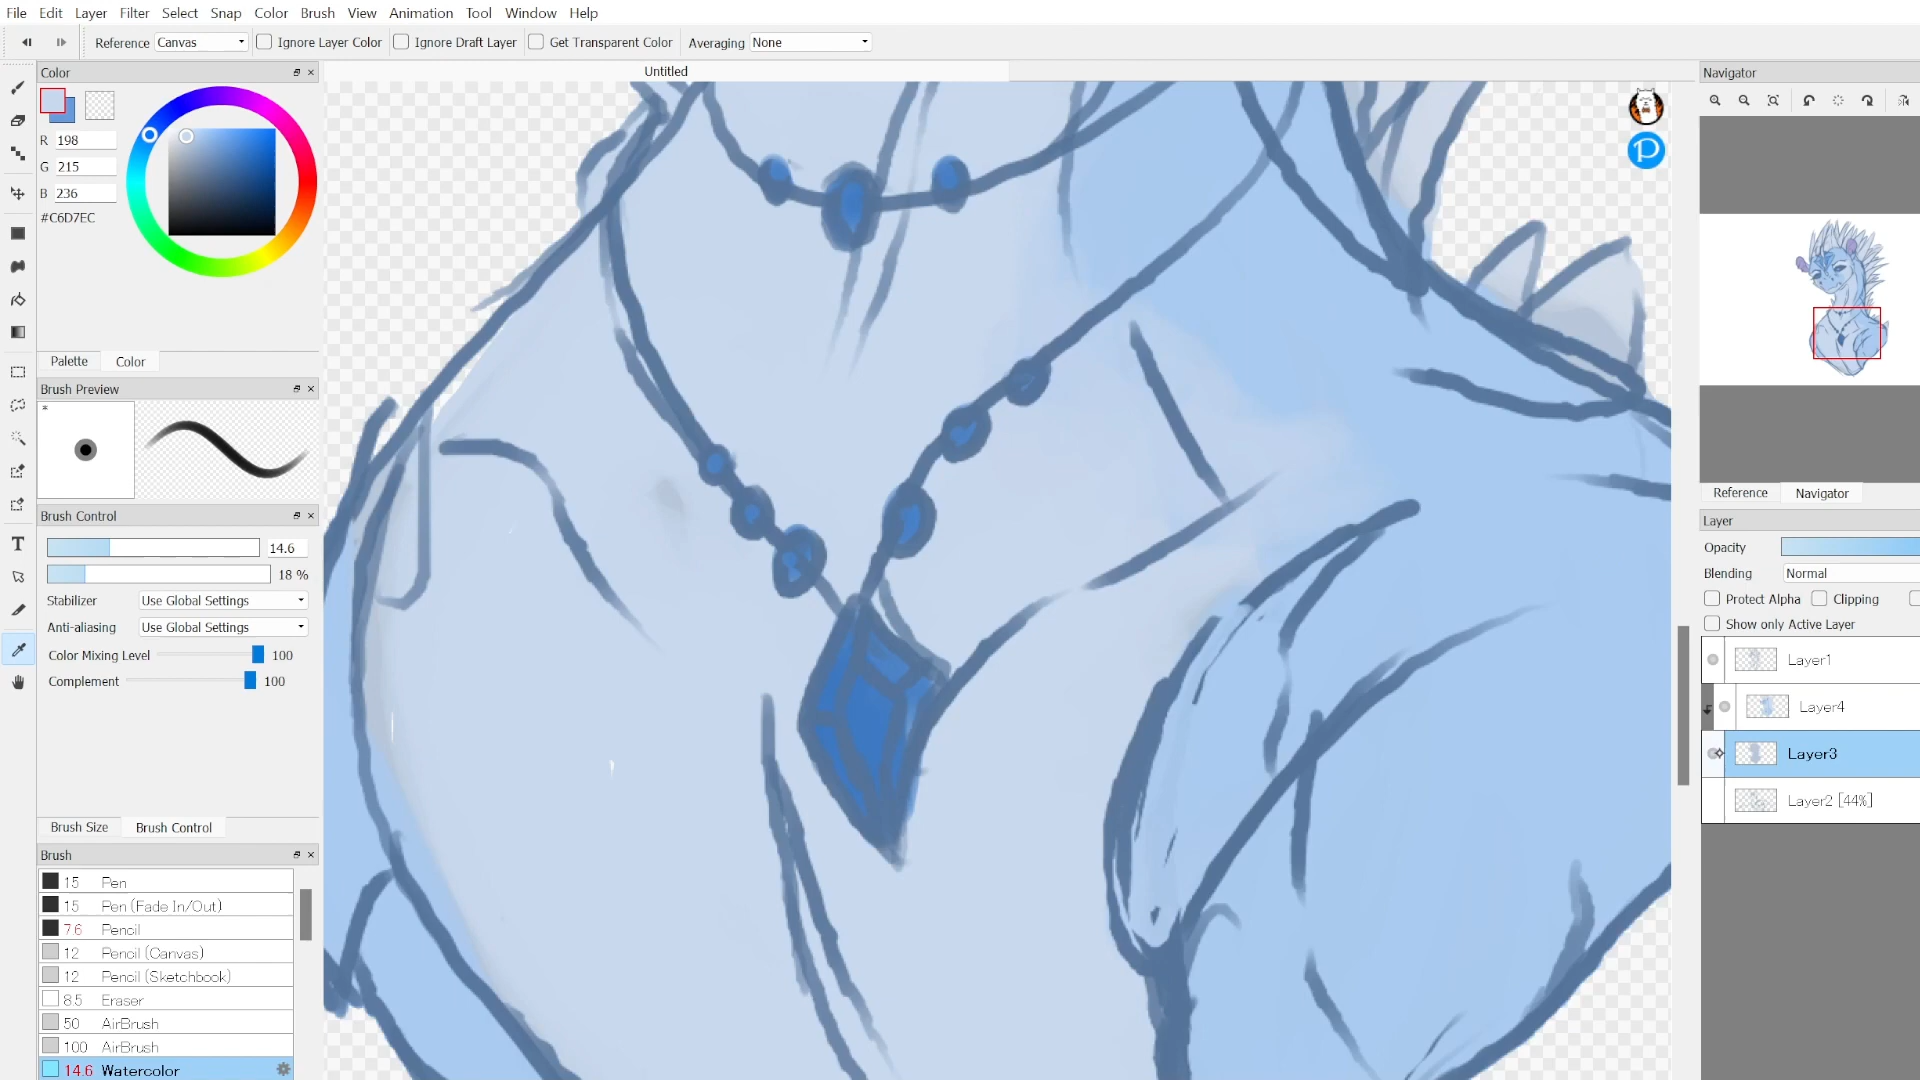 File Edit Layer Filter Select Snap Color Brush View Animation Tool Window Help
Reference Canvas Ignore Layer Color Ignore Draft Layer Get Transparent Color Averaging None
Color
Untitled
Navigator
R 198
G 215
B 236
#C6D7EC
Palette Color
Brush Preview
*
Brush Control
14.6
18 %
Stabilizer Use Global Settings
Anti-aliasing Use Global Settings
Color Mixing Level 100
Complement 100
Brush Size Brush Control
Brush
15 Pen
15 Pen (Fade In/Out)
7.6 Pencil
12 Pencil (Canvas)
12 Pencil (Sketchbook)
8.5 Eraser
50 AirBrush
100 AirBrush
14.6 Watercolor
P
T
Reference Navigator
Layer
Opacity
Blending Normal
Protect Alpha Clipping
Show only Active Layer
Layer1
Layer4
Layer3
Layer2 [44%]